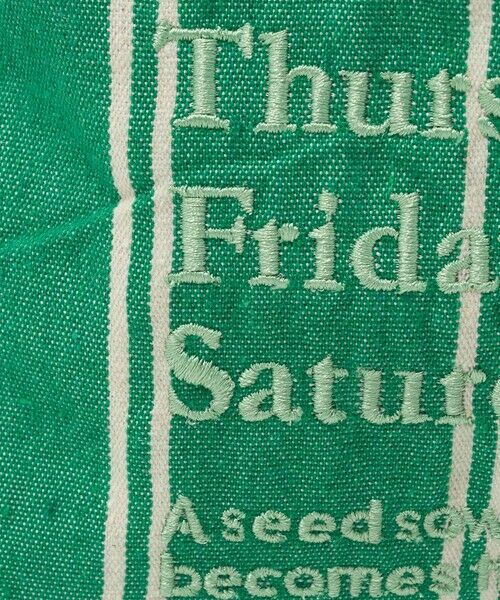 Thurs
Frida
Satur
A seed sow
becomes